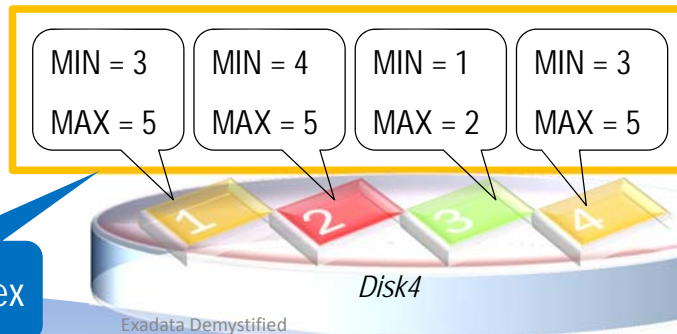 MIN = 3
MAX = 5
MIN = 4
MAX = 5
MIN = 1
MAX = 2
MIN = 3
MAX = 5
1
2
3
4
Disk4
ex
Exadata Demystified